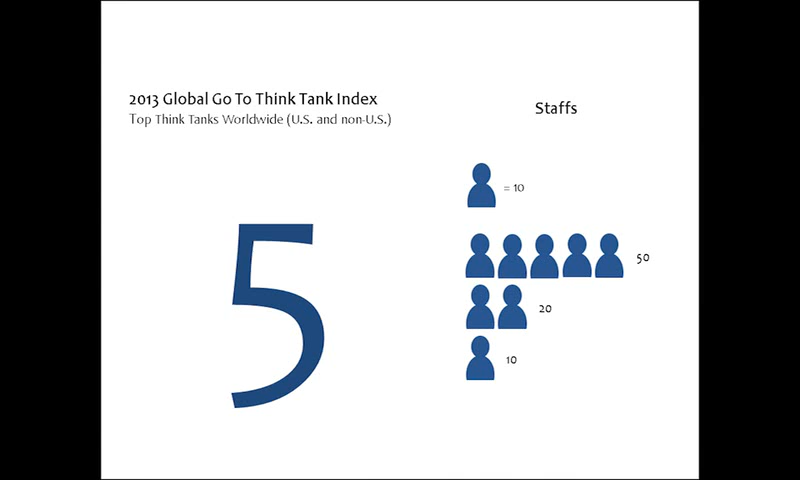 2013 Global Go To Think Tank Index
Top Think Tanks Worldwide (U.S. and non-U.S.)
5
Staffs
= 10
50
20
10